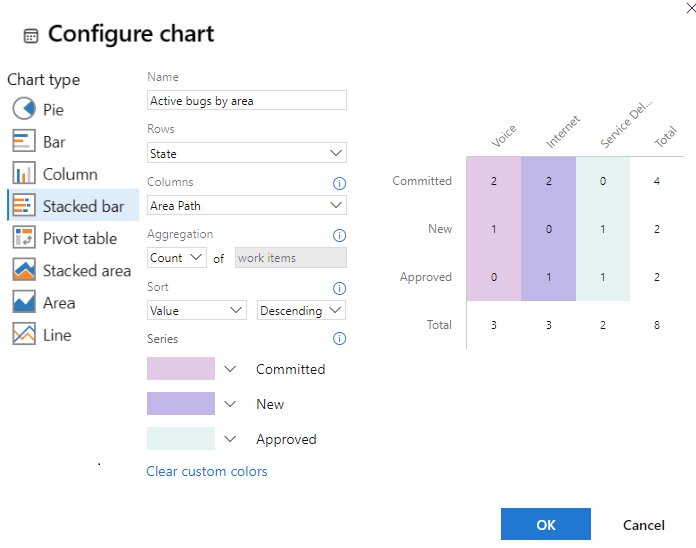 Configure chart
Chart type
Pie
Bar
Column
Stacked bar
Pivot table
Stacked area
Area
Line
Name
Active bugs by area
Rows
State
Columns
Area Path
Aggregation
Count of work items
Sort
Value Descending
Series
Committed
New
Approved
Clear custom colors
Voice Internet Service Del... Total
Committed 2 2 0 4
New 1 0 1 2
Approved 0 1 1 2
Total 3 3 2 8
OK Cancel